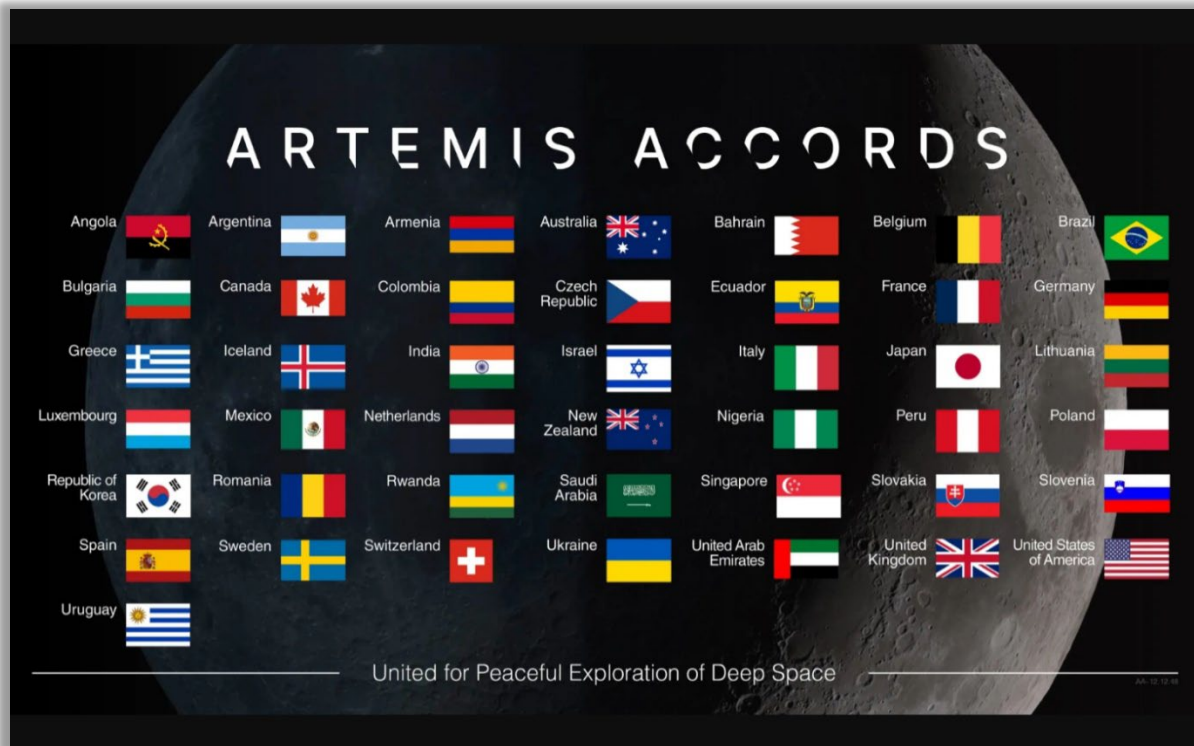 ARTEMIS ACCORDS
Angola
Argentina
Armenia
Australia
Bahrain
Belgium
Brazil
Bulgaria
Canada
Colombia
Czech
Republic
Ecuador
France
Germany
Greece
Iceland
India
Israel
Italy
Japan
Lithuania
Luxembourg
Mexico
Netherlands
New
Zealand
Nigeria
Peru
Poland
Republic of
Korea
Romania
Rwanda
Saudi
Arabia
Singapore
Slovakia
Slovenia
Spain
Sweden
Switzerland
Ukraine
United Arab
Emirates
United
Kingdom
United States
of America
Uruguay
United for Peaceful Exploration of Deep Space